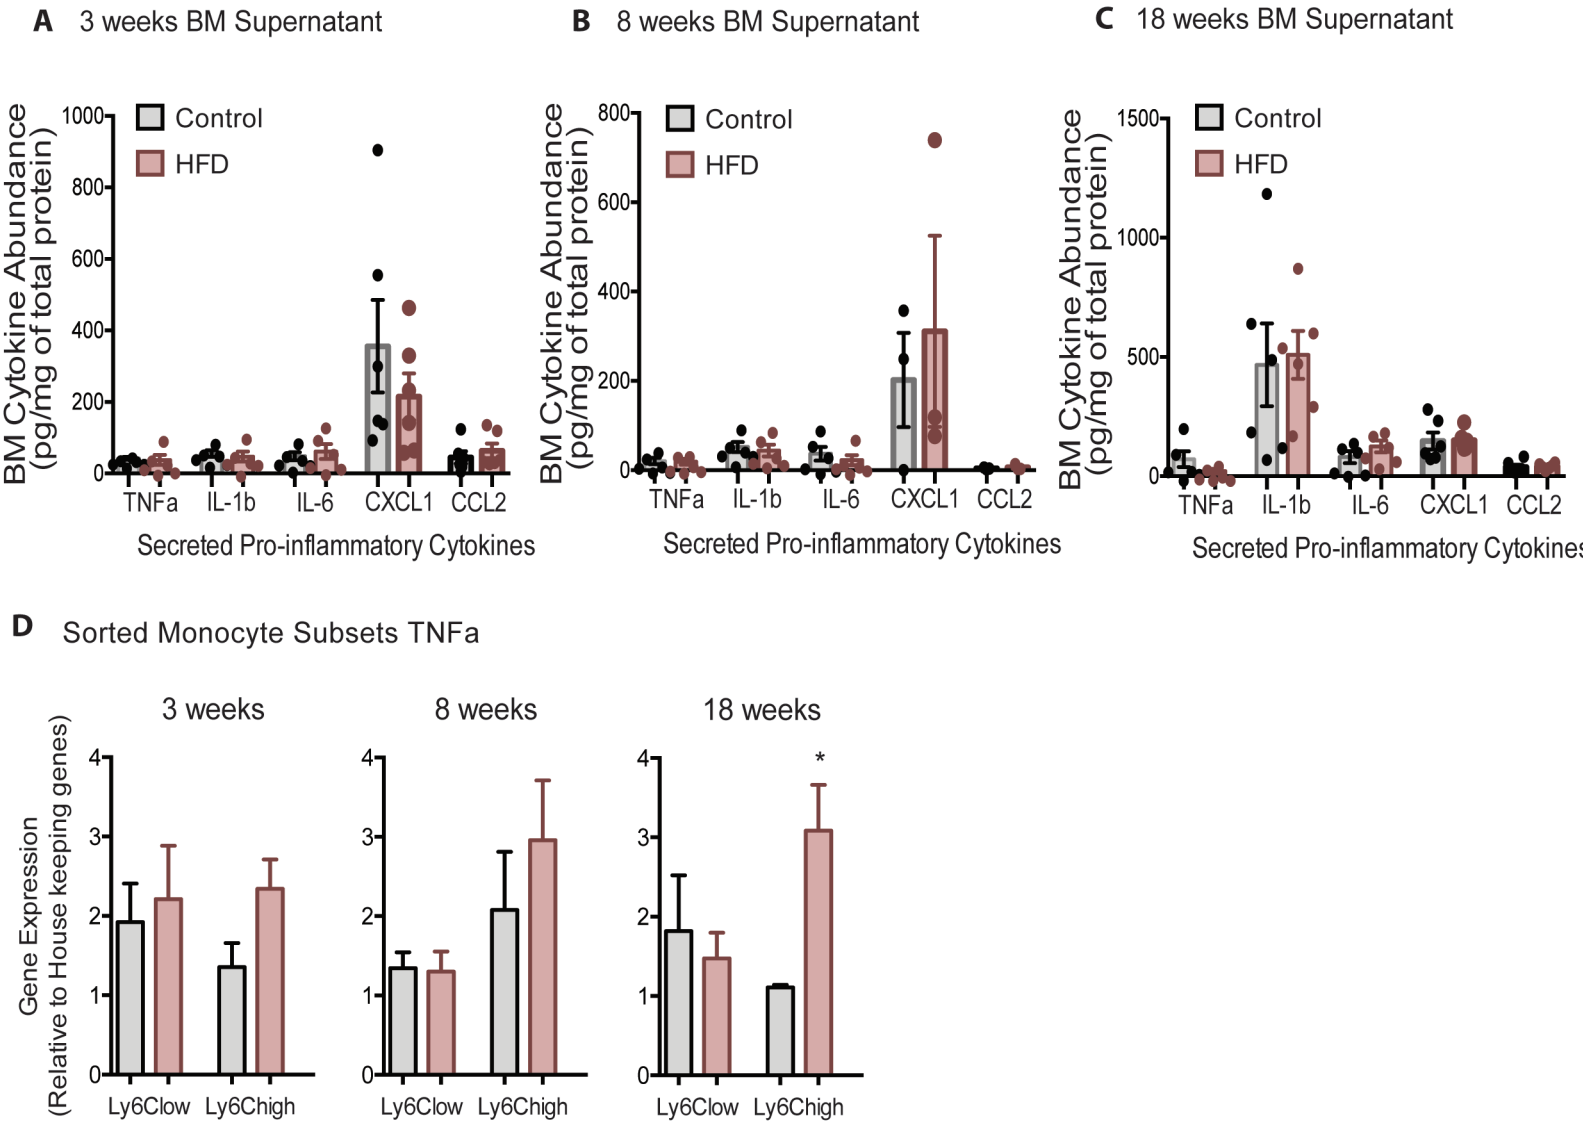 A 3 weeks BM Supernatant
BM Cytokine Abundance
(pg/mg of total protein)
1000
800
600
400
200
0
Control
HFD
TNFa IL-1b IL-6 CXCL1 CCL2
Secreted Pro-inflammatory Cytokines
B 8 weeks BM Supernatant
BM Cytokine Abundance
(pg/mg of total protein)
800
600
400
200
0
Control
HFD
TNFa IL-1b IL-6 CXCL1 CCL2
Secreted Pro-inflammatory Cytokines
C 18 weeks BM Supernatant
BM Cytokine Abundance
(pg/mg of total protein)
1500
1000
500
0
Control
HFD
TNFa IL-1b IL-6 CXCL1 CCL2
Secreted Pro-inflammatory Cytokines
D Sorted Monocyte Subsets TNFa
Gene Expression
(Relative to House keeping genes)
3 weeks
4
3
2
1
0
Ly6Clow Ly6Chigh
8 weeks
4
3
2
1
0
Ly6Clow Ly6Chigh
18 weeks
4
3
2
1
0
*
Ly6Clow Ly6Chigh